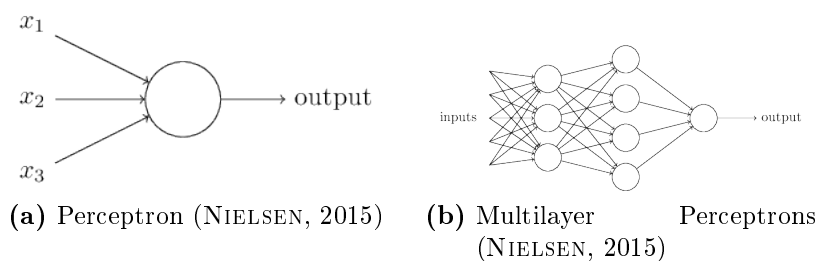 x1
x2
x3
output
(a) Perceptron (NIELSEN, 2015)
inputs
output
(b) Multilayer Perceptrons
(NIELSEN, 2015)